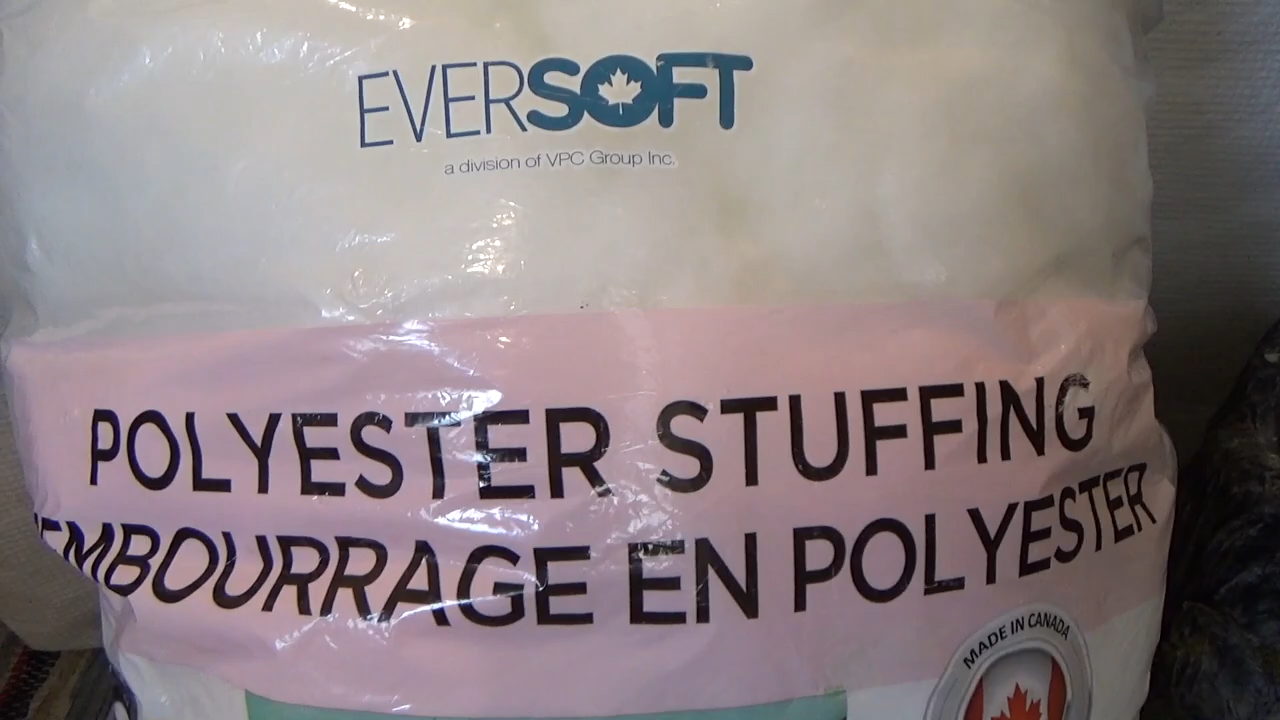 EVERSOFT
a division of VPC Group Inc.
POLYESTER STUFFING
EMBOURRAGE EN POLYESTER
MADE IN CANADA